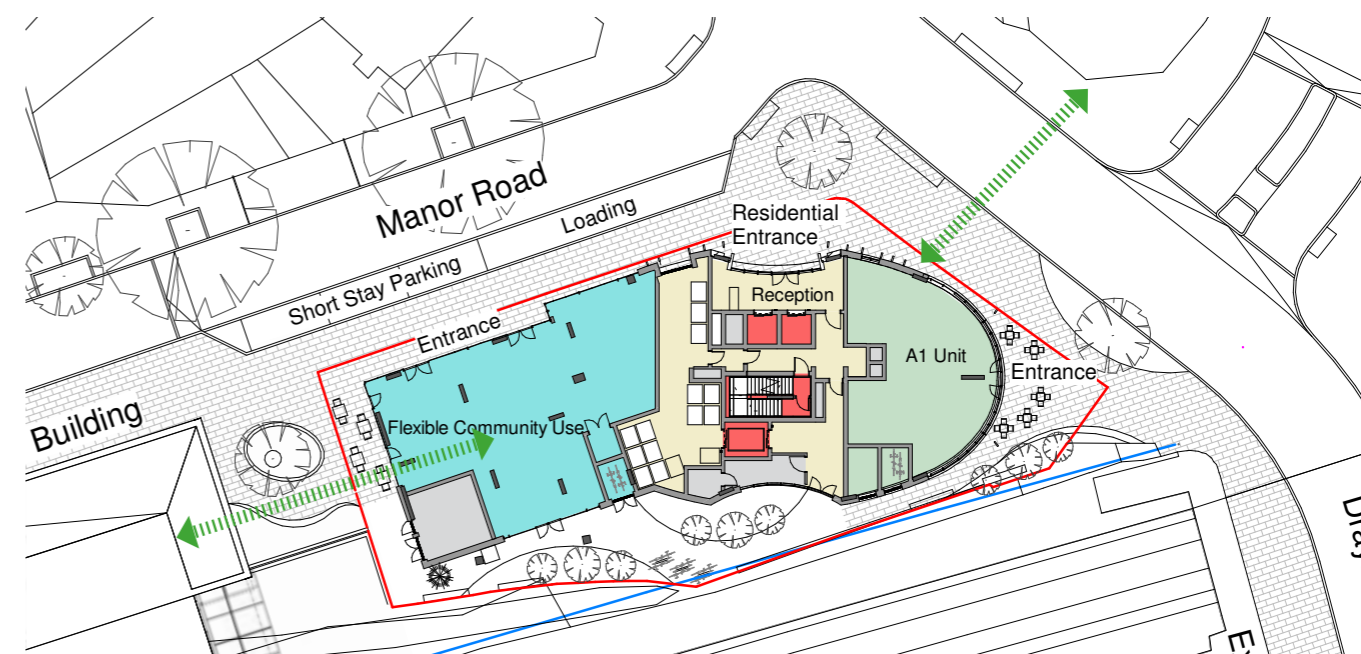 Manor Road
Loading
Residential
Entrance
Short Stay Parking
Reception
Entrance
A1 Unit
Entrance
Building
Flexible Community Use